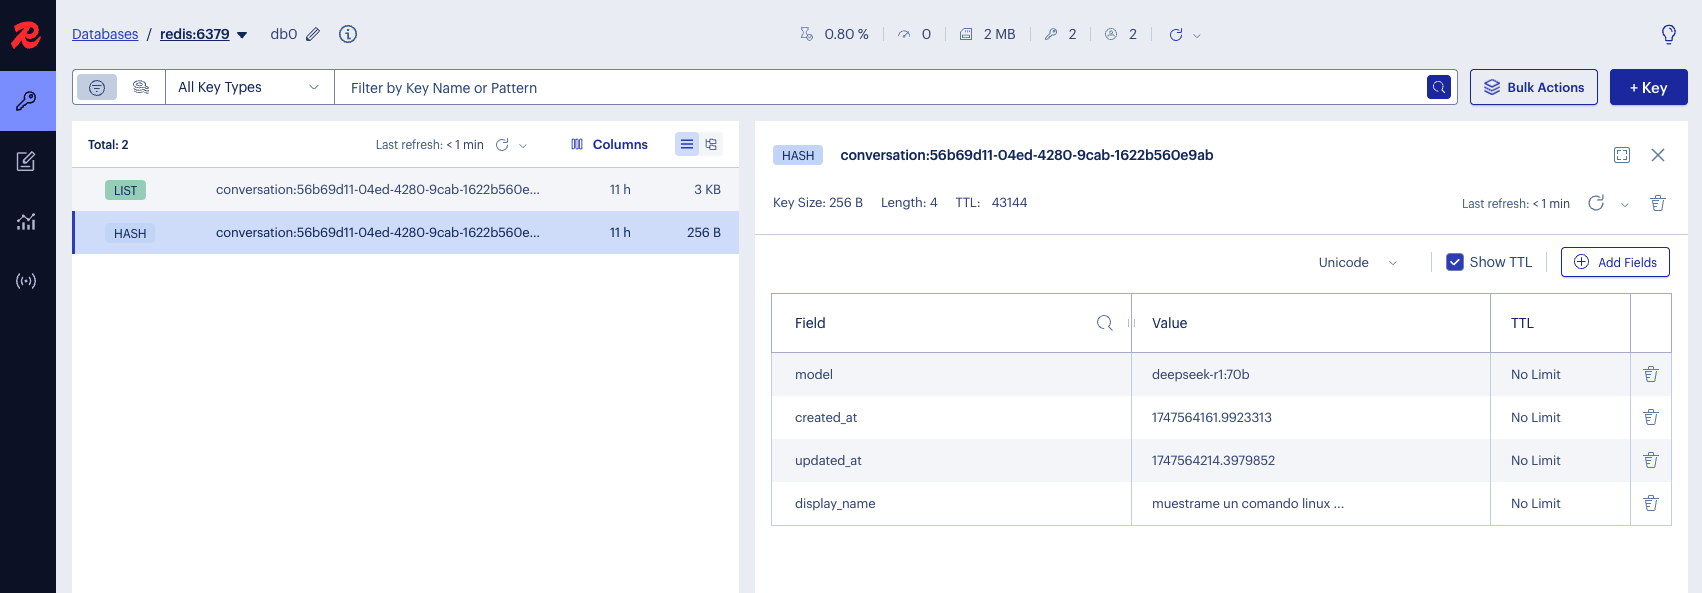 Databases / redis:6379 db0 0.80 % 0 2 MB 2 2
All Key Types Filter by Key Name or Pattern Bulk Actions + Key
Total: 2 Last refresh: < 1 min Columns
LIST conversation:56b69d11-04ed-4280-9cab-1622b560e... 11 h 3 KB
HASH conversation:56b69d11-04ed-4280-9cab-1622b560e... 11 h 256 B
HASH conversation:56b69d11-04ed-4280-9cab-1622b560e9ab
Key Size: 256 B Length: 4 TTL: 43144 Last refresh: < 1 min
Unicode Show TTL Add Fields
Field Value TTL
model deepseek-r1:70b No Limit
created_at 1747564161.9923313 No Limit
updated_at 1747564214.3979852 No Limit
display_name muestrame un comando linux ... No Limit